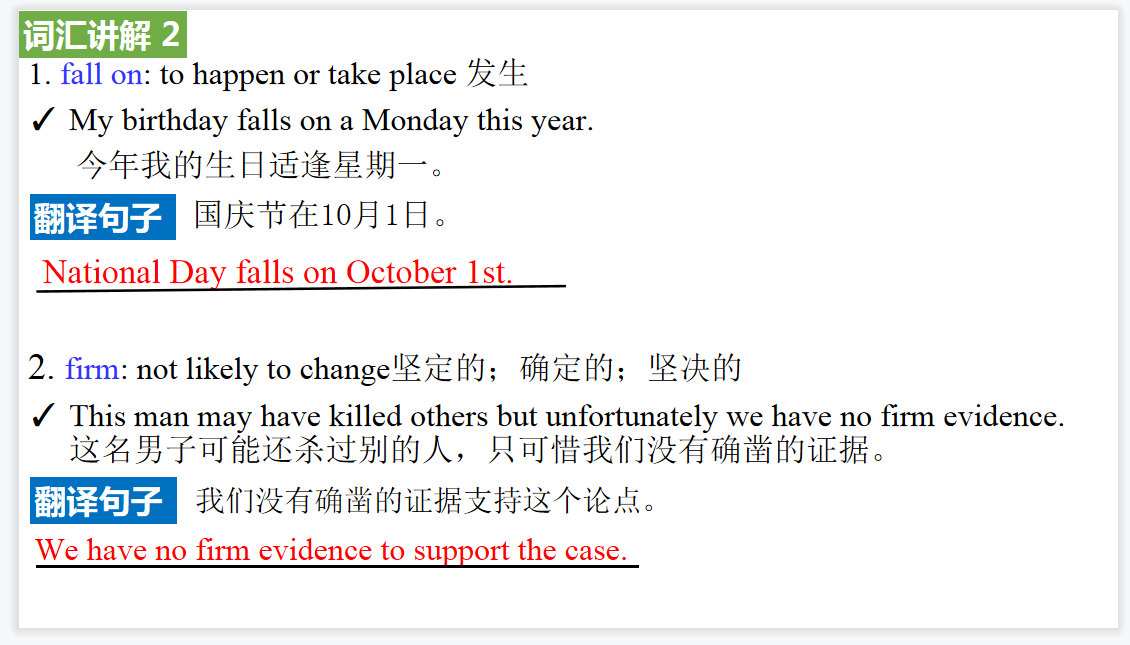 词汇讲解 2
1. fall on: to happen or take place 发生
✓ My birthday falls on a Monday this year.
今年我的生日适逢星期一。
翻译句子 国庆节在10月1日。
National Day falls on October 1st.
2. firm: not likely to change坚定的；确定的；坚决的
✓ This man may have killed others but unfortunately we have no firm evidence.
这名男子可能还杀过别的人，只可惜我们没有确凿的证据。
翻译句子 我们没有确凿的证据支持这个论点。
We have no firm evidence to support the case.